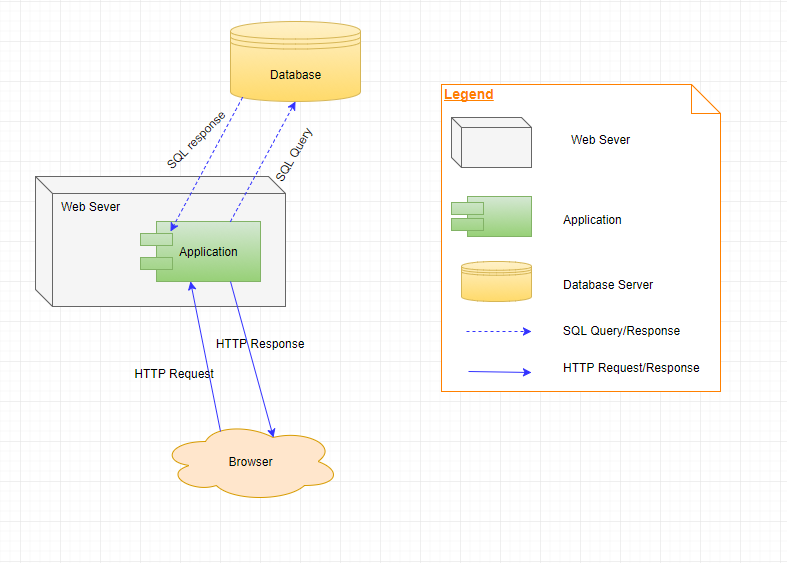 Database
SQL response
SQL Query
Web Sever
Application
HTTP Response
HTTP Request
Browser
Legend
Web Sever
Application
Database Server
SQL Query/Response
HTTP Request/Response